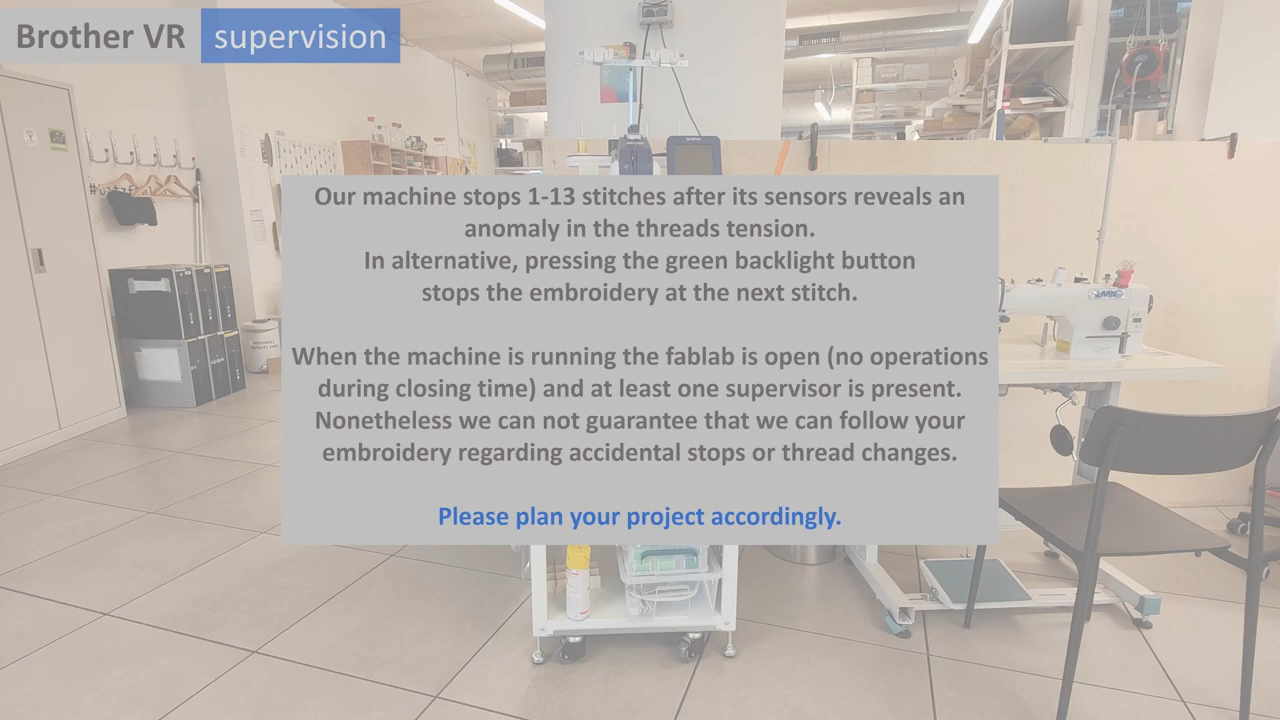 Brother VR supervision
Our machine stops 1-13 stitches after its sensors reveals an
anomaly in the threads tension.
In alternative, pressing the green backlight button
stops the embroidery at the next stitch.
When the machine is running the fablab is open (no operations
during closing time) and at least one supervisor is present.
Nonetheless we can not guarantee that we can follow your
embroidery regarding accidental stops or thread changes.
Please plan your project accordingly.